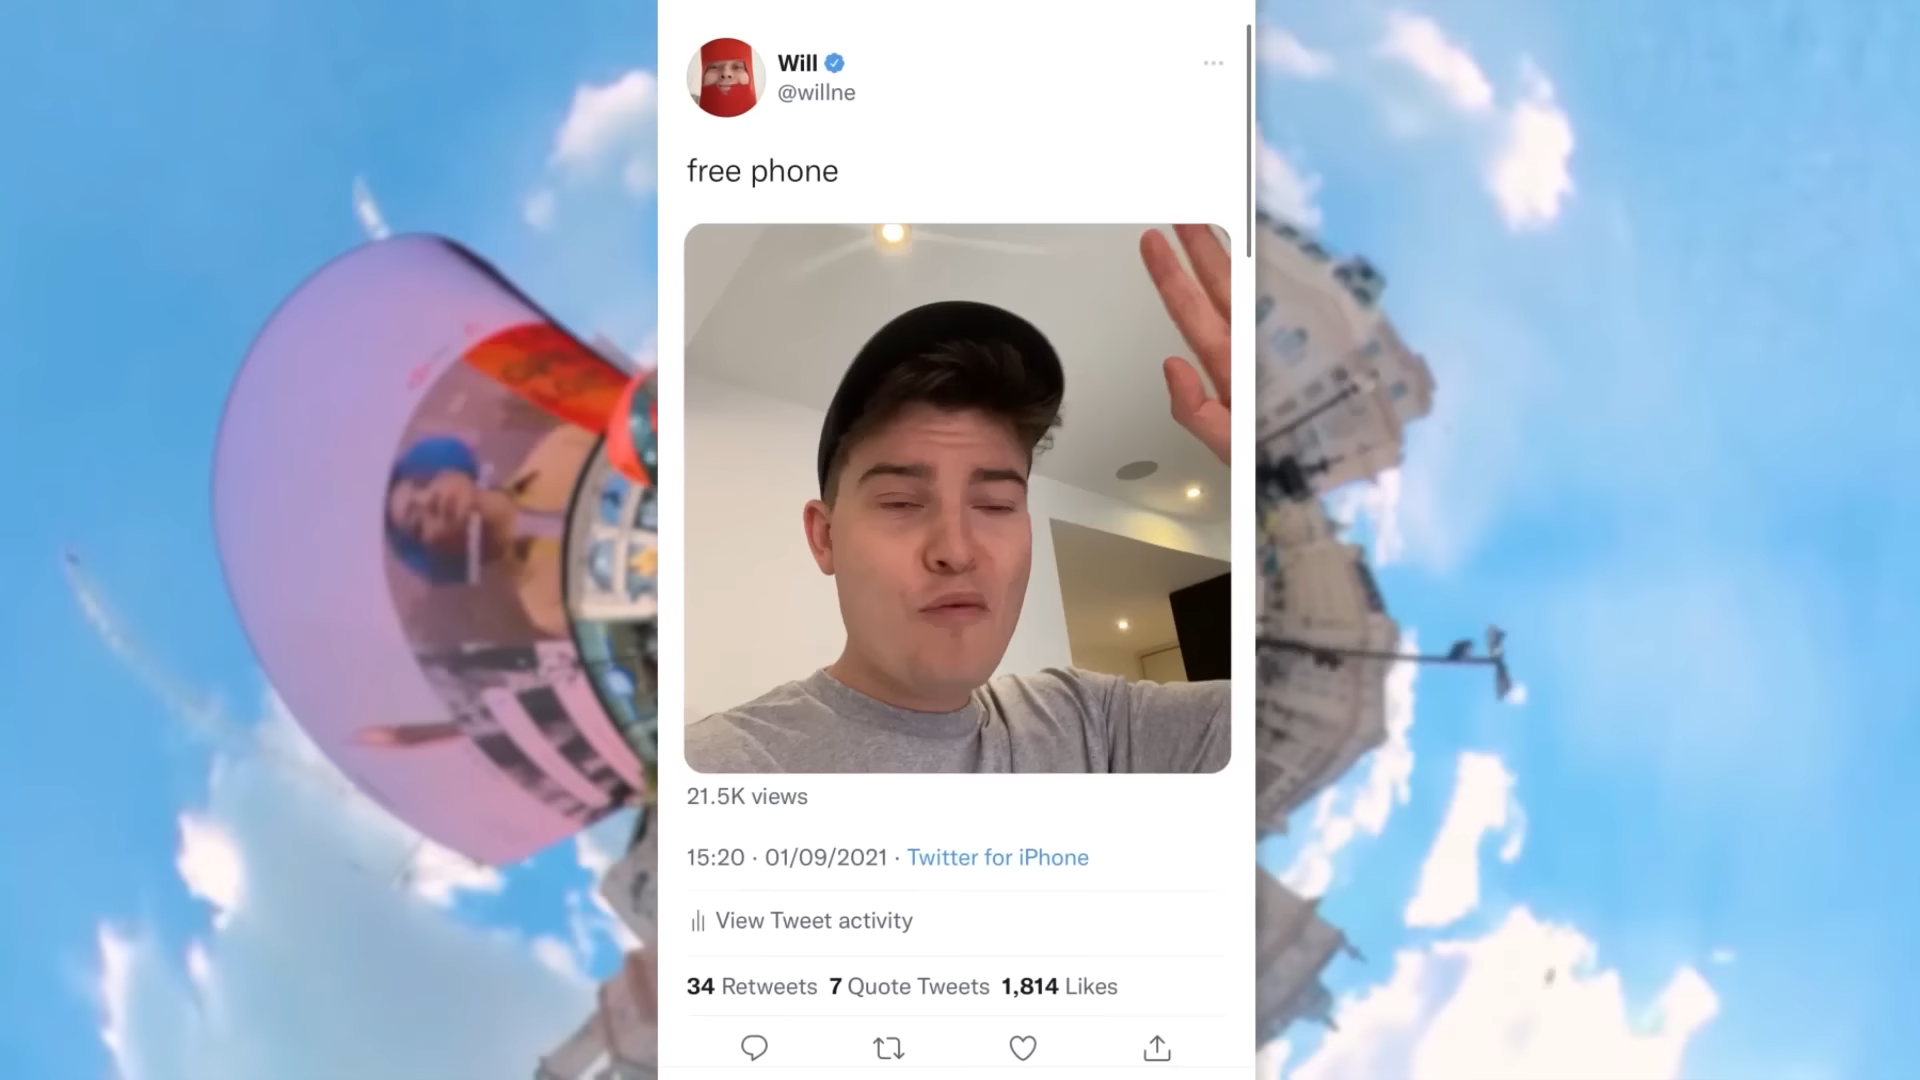 Will
@willne
free phone
21.5K views
15:20 · 01/09/2021 · Twitter for iPhone
View Tweet activity
34 Retweets 7 Quote Tweets 1,814 Likes